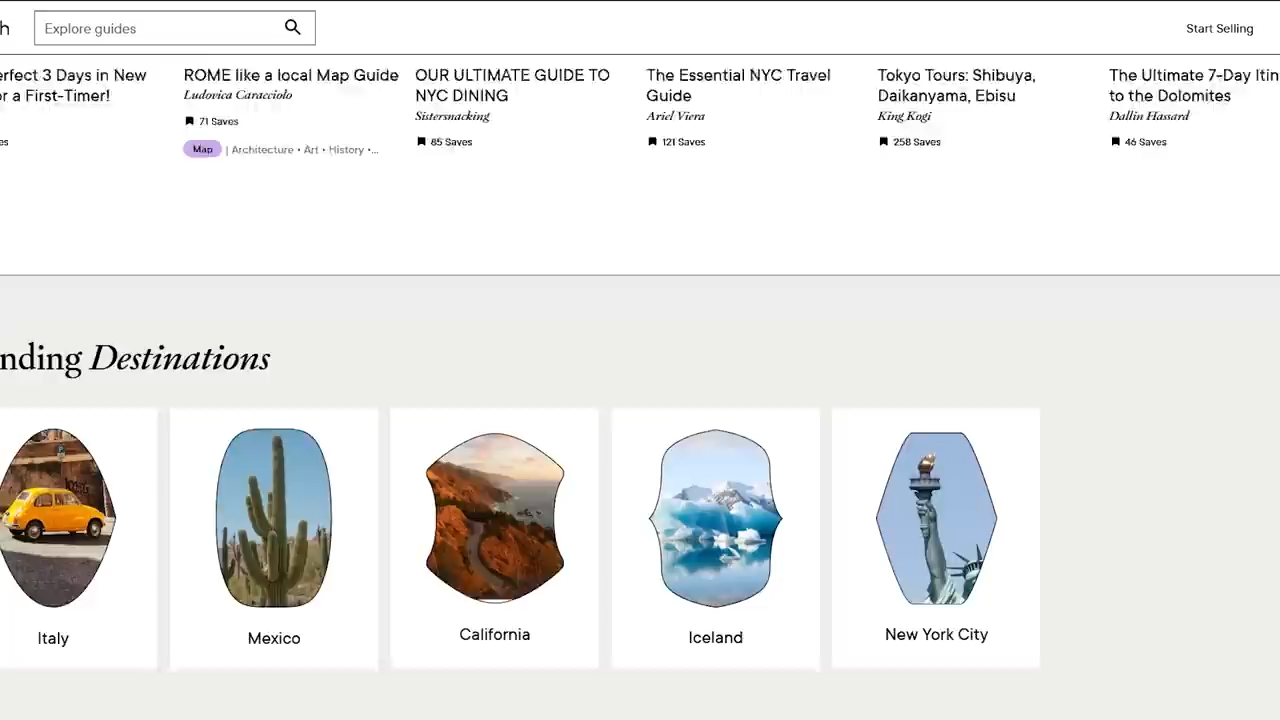 h
Explore guides
Start Selling
erfect 3 Days in New
or a First-Timer!
es
ROME like a local Map Guide
Ludovica Caracciolo
71 Saves
Map | Architecture • Art • History •...
OUR ULTIMATE GUIDE TO
NYC DINING
Sistersnacking
85 Saves
The Essential NYC Travel
Guide
Ariel Viera
121 Saves
Tokyo Tours: Shibuya,
Daikanyama, Ebisu
King Kogi
258 Saves
The Ultimate 7-Day Itin
to the Dolomites
Dallin Hassard
46 Saves
nding Destinations
Italy
Mexico
California
Iceland
New York City